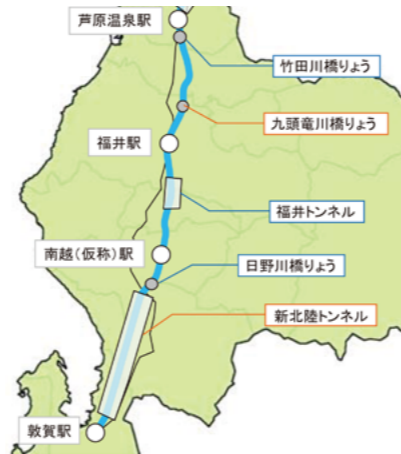 芦原温泉駅
竹田川橋りょう
九頭竜川橋りょう
福井駅
福井トンネル
南越(仮称)駅
日野川橋りょう
新北陸トンネル
敦賀駅